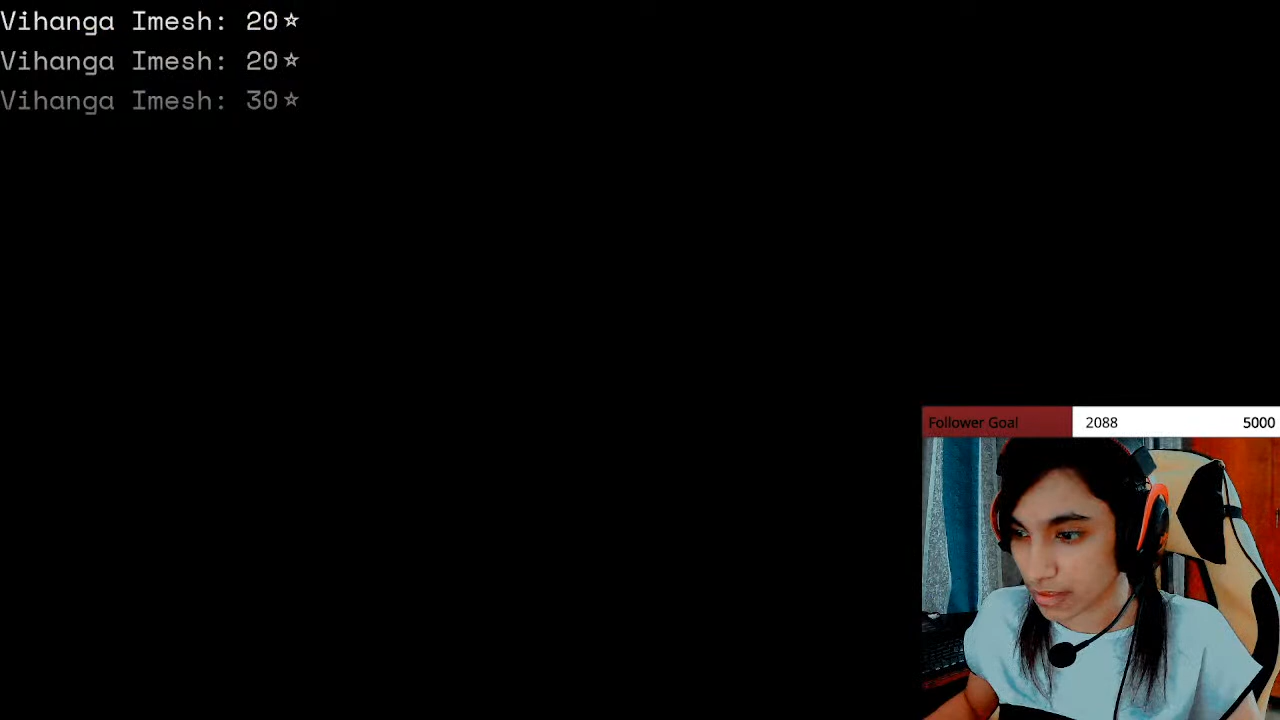 Vihanga Imesh: 20☆
Vihanga Imesh: 20☆
Vihanga Imesh: 30☆
Follower Goal 2088 5000